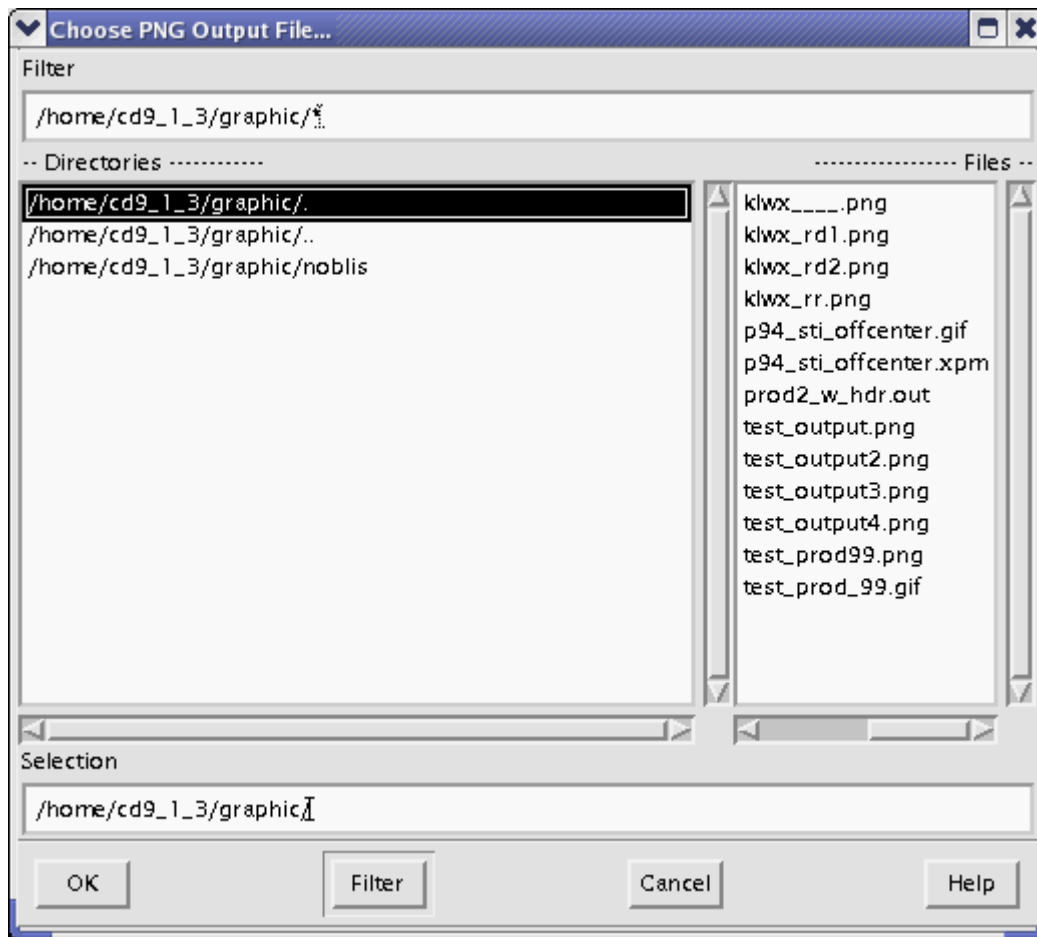 Choose PNG Output File...
Filter
/home/cd9_1_3/graphic/*
-- Directories ------------
------------------ Files --
/home/cd9_1_3/graphic/.
/home/cd9_1_3/graphic/..
/home/cd9_1_3/graphic/noblis
klwx____.png
klwx_rd1.png
klwx_rd2.png
klwx_rr.png
p94_sti_offcenter.gif
p94_sti_offcenter.xpm
prod2_w_hdr.out
test_output.png
test_output2.png
test_output3.png
test_output4.png
test_prod99.png
test_prod_99.gif
Selection
/home/cd9_1_3/graphic/
OK
Filter
Cancel
Help